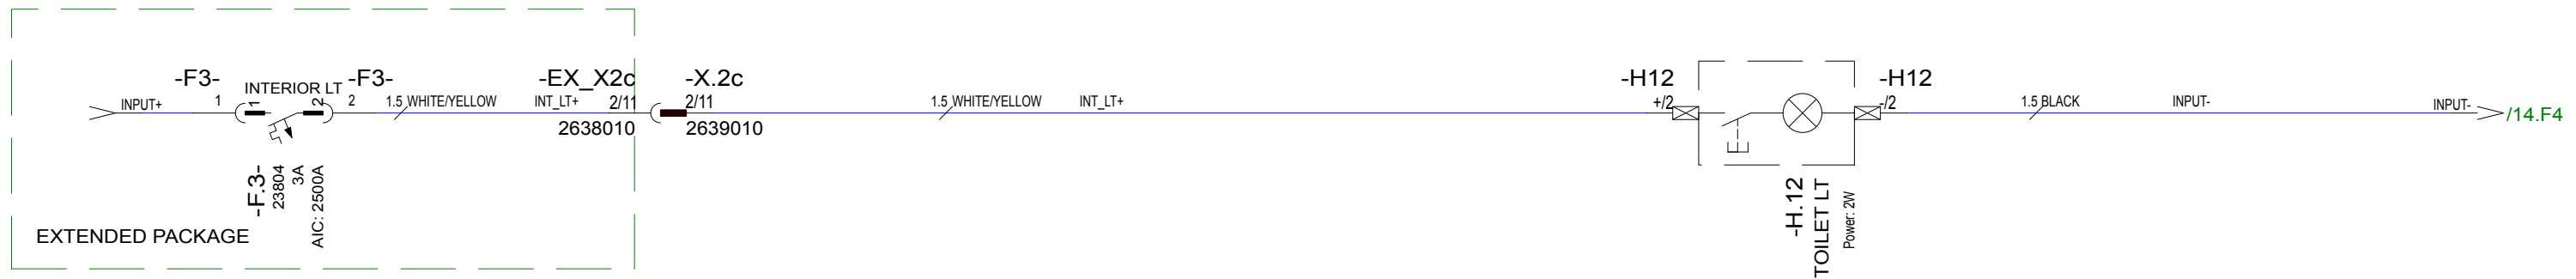 -F3-
INTERIOR LT
-F3-
-EX_X2c
-X.2c
-H12
-H12
INPUT+
1
1
2
2
1.5 WHITE/YELLOW
INT_LT+
2/11
2/11
1.5 WHITE/YELLOW
INT_LT+
+/2
-/2
1.5 BLACK
INPUT-
INPUT-
/14.F4
2638010
2639010
-F.3-
23804
3A
AIC: 2500A
-H.12
TOILET LT
Power: 2W
EXTENDED PACKAGE